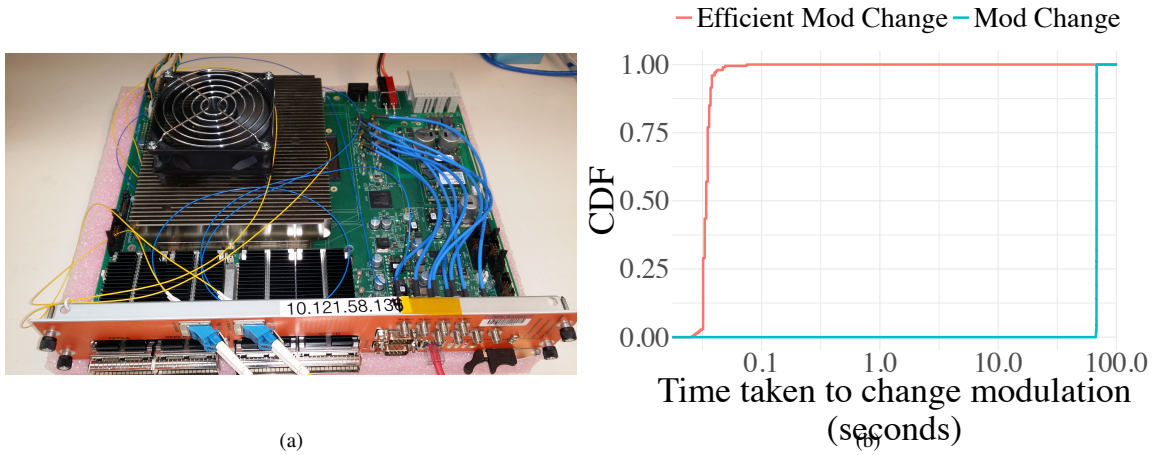 Efficient Mod Change
Mod Change
1.00
0.75
0.50
0.25
0.00
CDF
0.1
1.0
10.0
100.0
Time taken to change modulation
(seconds)
10.121.58.136
(a)
(b)